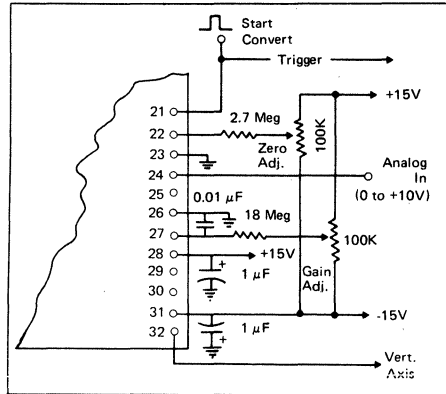 Start
Convert
Trigger
21
+15V
2.7 Meg
22
100K
Zero
Adj.
23
24
Analog
In
(0 to +10V)
25
0.01 µF
26
18 Meg
27
100K
28
+15V
29
1 µF
Gain
Adj.
30
31
-15V
1 µF
32
Vert.
Axis
+
+